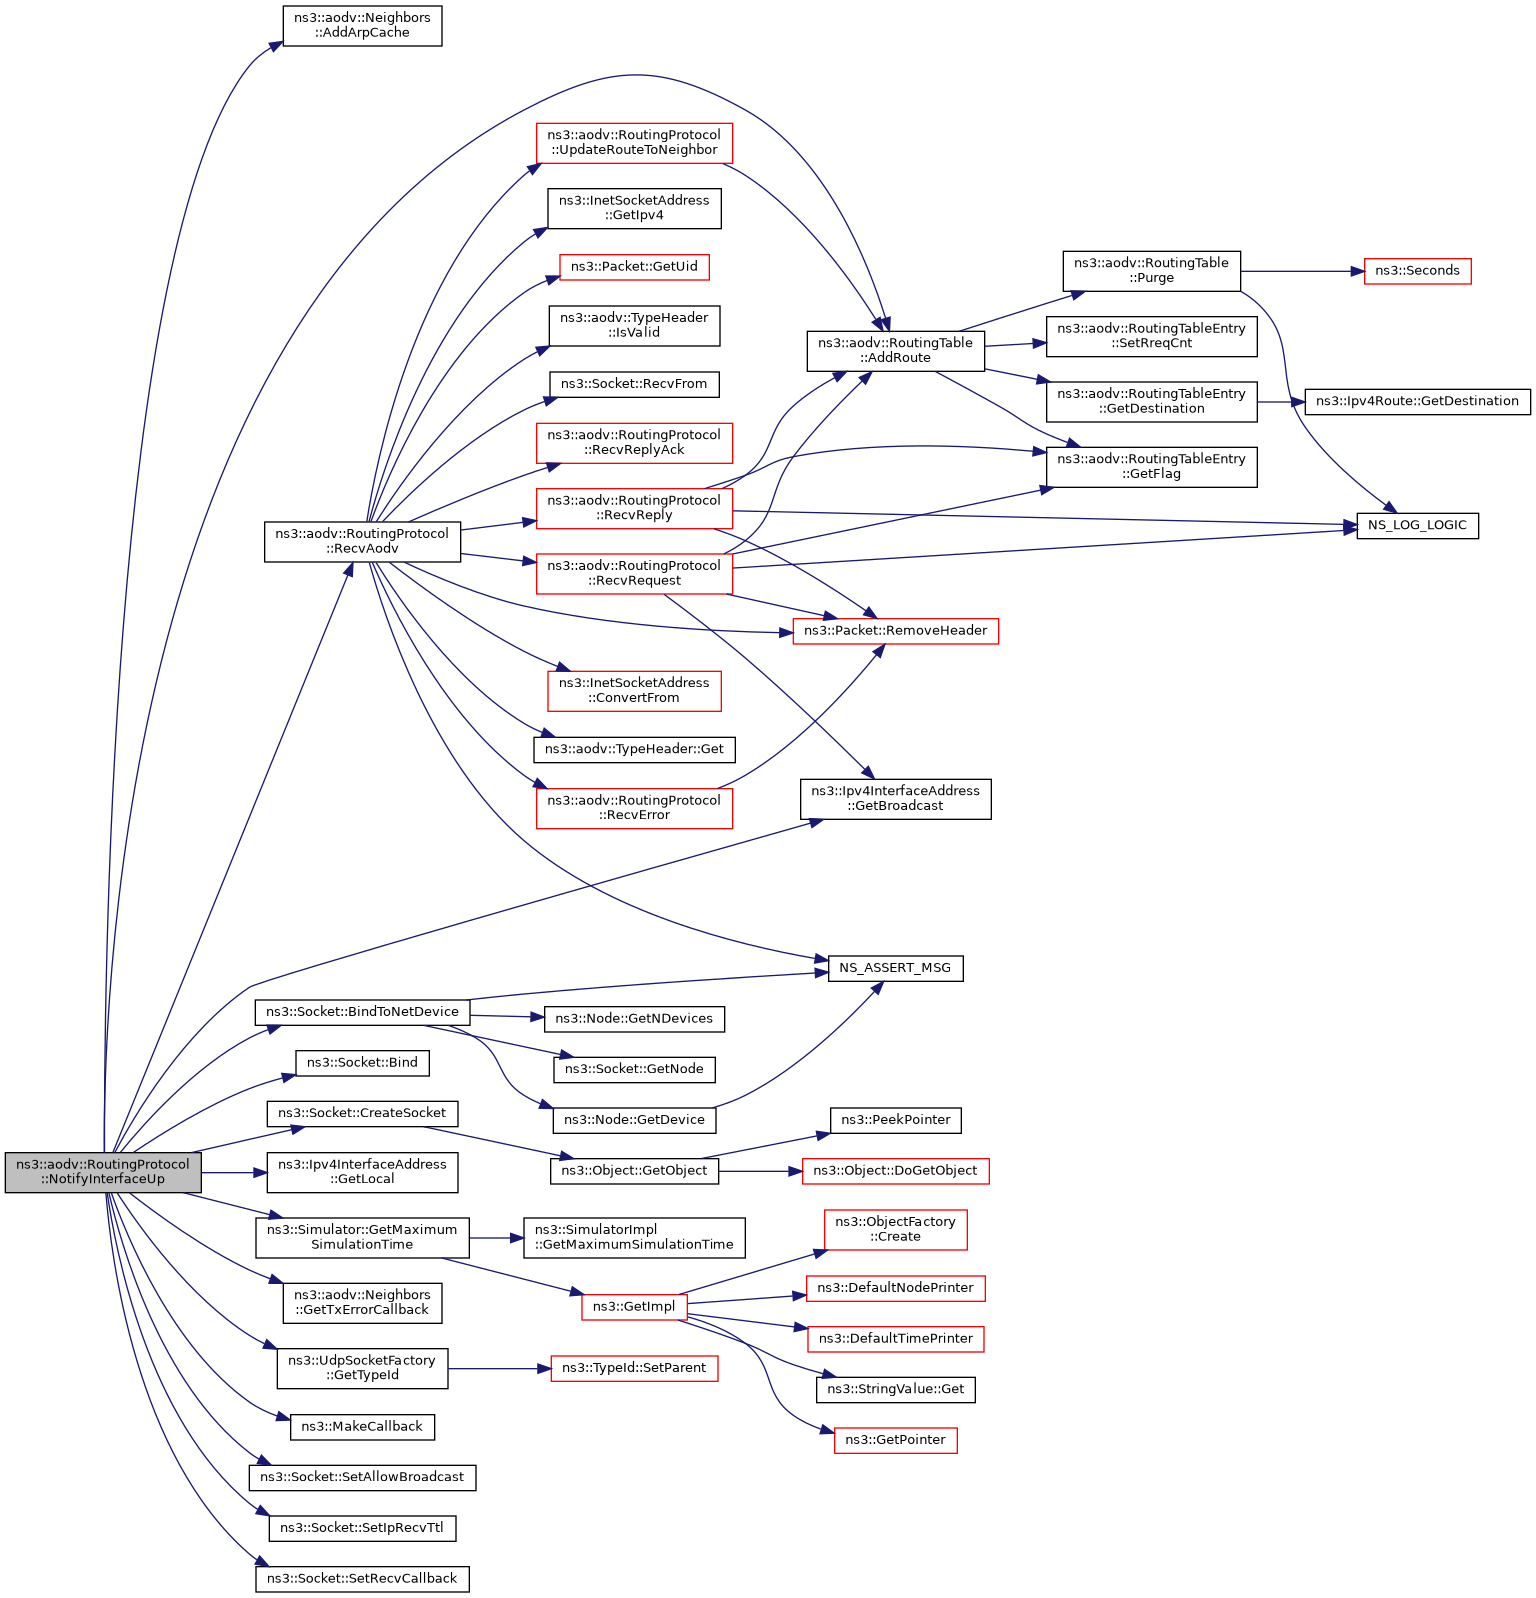 ns3::aodv::Neighbors
::AddArpCache
ns3::aodv::RoutingProtocol
::UpdateRouteToNeighbor
ns3::InetSocketAddress
::GetIpv4
ns3::Packet::GetUid
ns3::aodv::TypeHeader
::IsValid
ns3::Socket::RecvFrom
ns3::aodv::RoutingProtocol
::RecvReplyAck
ns3::aodv::RoutingProtocol
::RecvReply
ns3::aodv::RoutingProtocol
::RecvAodv
ns3::aodv::RoutingProtocol
::RecvRequest
ns3::aodv::RoutingTable
::AddRoute
ns3::aodv::RoutingTable
::Purge
ns3::Seconds
ns3::aodv::RoutingTableEntry
::SetRreqCnt
ns3::aodv::RoutingTableEntry
::GetDestination
ns3::Ipv4Route::GetDestination
ns3::aodv::RoutingTableEntry
::GetFlag
NS_LOG_LOGIC
ns3::Packet::RemoveHeader
ns3::InetSocketAddress
::ConvertFrom
ns3::aodv::TypeHeader::Get
ns3::aodv::RoutingProtocol
::RecvError
ns3::Ipv4InterfaceAddress
::GetBroadcast
NS_ASSERT_MSG
ns3::Socket::BindToNetDevice
ns3::Node::GetNDevices
ns3::Socket::GetNode
ns3::Node::GetDevice
ns3::Socket::Bind
ns3::Socket::CreateSocket
ns3::PeekPointer
ns3::Object::GetObject
ns3::Object::DoGetObject
ns3::aodv::RoutingProtocol
::NotifyInterfaceUp
ns3::Ipv4InterfaceAddress
::GetLocal
ns3::Simulator::GetMaximum
SimulationTime
ns3::SimulatorImpl
::GetMaximumSimulationTime
ns3::ObjectFactory
::Create
ns3::GetImpl
ns3::DefaultNodePrinter
ns3::DefaultTimePrinter
ns3::StringValue::Get
ns3::GetPointer
ns3::aodv::Neighbors
::GetTxErrorCallback
ns3::UdpSocketFactory
::GetTypeId
ns3::TypeId::SetParent
ns3::MakeCallback
ns3::Socket::SetAllowBroadcast
ns3::Socket::SetIpRecvTtl
ns3::Socket::SetRecvCallback